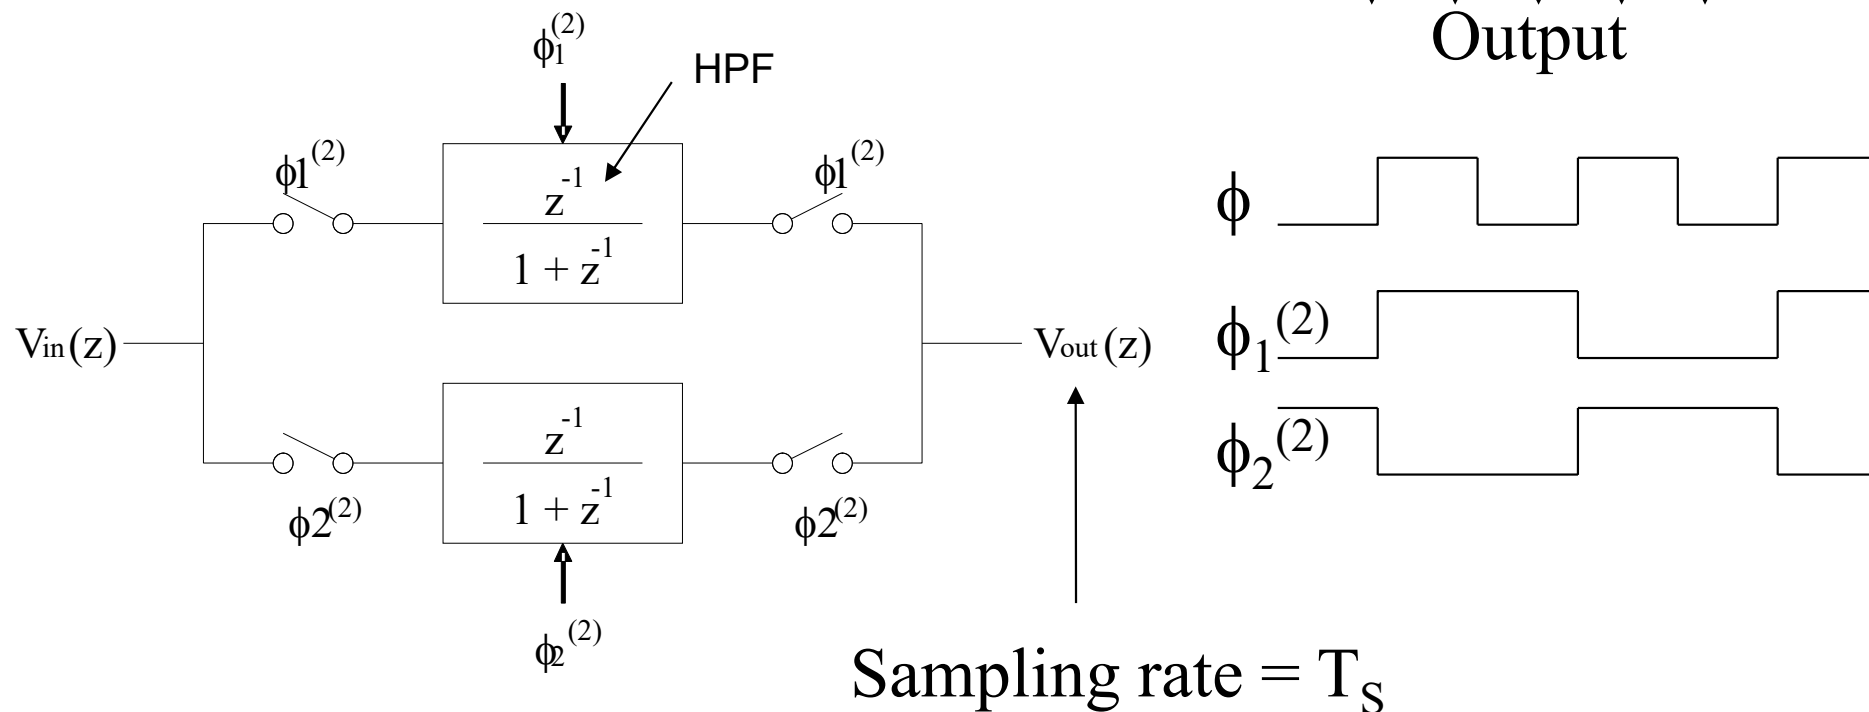 Output
ϕ₁⁽²⁾
HPF
ϕ1⁽²⁾
ϕ1⁽²⁾
z⁻¹
1 + z⁻¹
Vin(z)
Vout(z)
z⁻¹
1 + z⁻¹
ϕ2⁽²⁾
ϕ2⁽²⁾
ϕ₂⁽²⁾
Sampling rate = Tₛ
ϕ
ϕ₁⁽²⁾
ϕ₂⁽²⁾